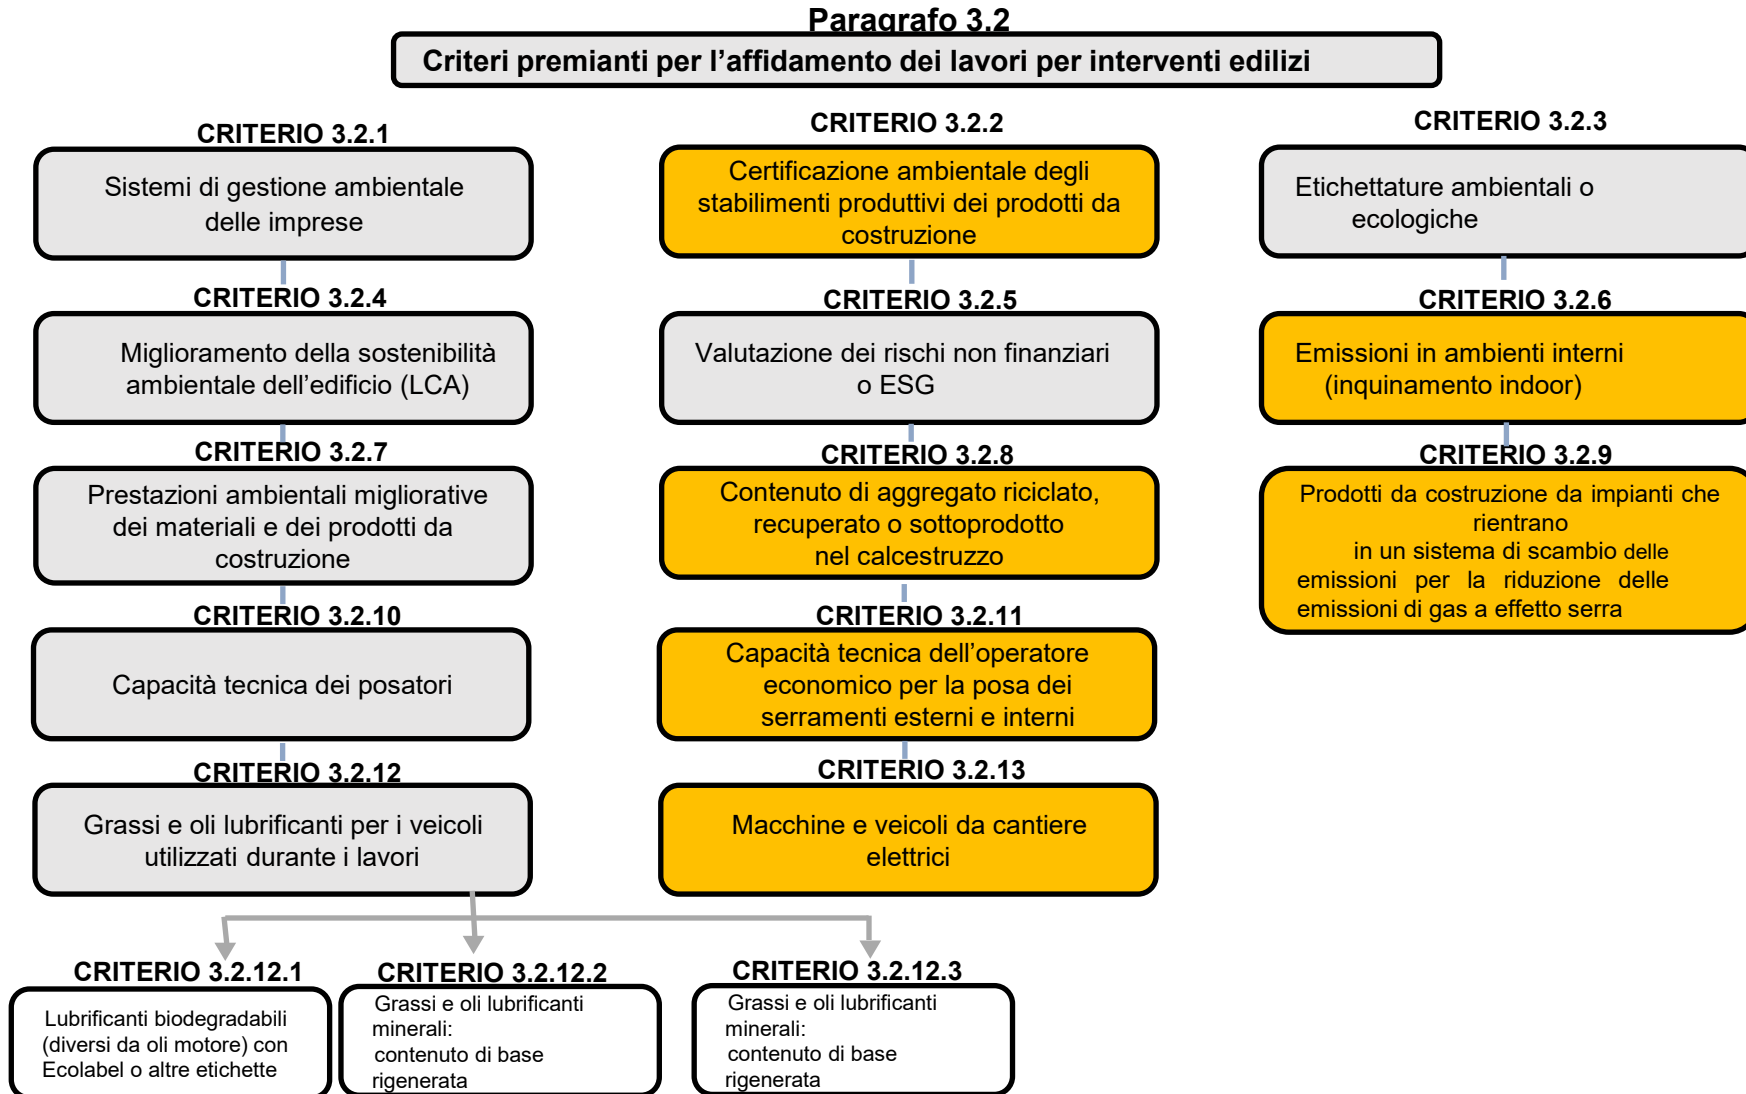 Paragrafo 3.2
Criteri premianti per l'affidamento dei lavori per interventi edilizi
CRITERIO 3.2.1
Sistemi di gestione ambientale
delle imprese
CRITERIO 3.2.2
Certificazione ambientale degli
stabilimenti produttivi dei prodotti da
costruzione
CRITERIO 3.2.3
Etichettature ambientali o
ecologiche
CRITERIO 3.2.4
Miglioramento della sostenibilità
ambientale dell'edificio (LCA)
CRITERIO 3.2.5
Valutazione dei rischi non finanziari
o ESG
CRITERIO 3.2.6
Emissioni in ambienti interni
(inquinamento indoor)
CRITERIO 3.2.7
Prestazioni ambientali migliorative
dei materiali e dei prodotti da
costruzione
CRITERIO 3.2.8
Contenuto di aggregato riciclato,
recuperato o sottoprodotto
nel calcestruzzo
CRITERIO 3.2.9
Prodotti da costruzione da impianti che
rientrano
in un sistema di scambio delle
emissioni per la riduzione delle
emissioni di gas a effetto serra
CRITERIO 3.2.10
Capacità tecnica dei posatori
CRITERIO 3.2.11
Capacità tecnica dell'operatore
economico per la posa dei
serramenti esterni e interni
CRITERIO 3.2.12
Grassi e oli lubrificanti per i veicoli
utilizzati durante i lavori
CRITERIO 3.2.13
Macchine e veicoli da cantiere
elettrici
CRITERIO 3.2.12.1
Lubrificanti biodegradabili
(diversi da oli motore) con
Ecolabel o altre etichette
CRITERIO 3.2.12.2
Grassi e oli lubrificanti
minerali:
contenuto di base
rigenerata
CRITERIO 3.2.12.3
Grassi e oli lubrificanti
minerali:
contenuto di base
rigenerata